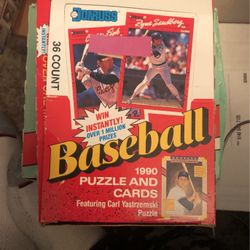 DONRUSS
36 COUNT
Ryne Sandberg
WIN
INSTANTLY!
OVER 1 MILLION
PRIZES
Baseball
1990
PUZZLE AND
CARDS
Featuring Carl Yastrzemski
Puzzle